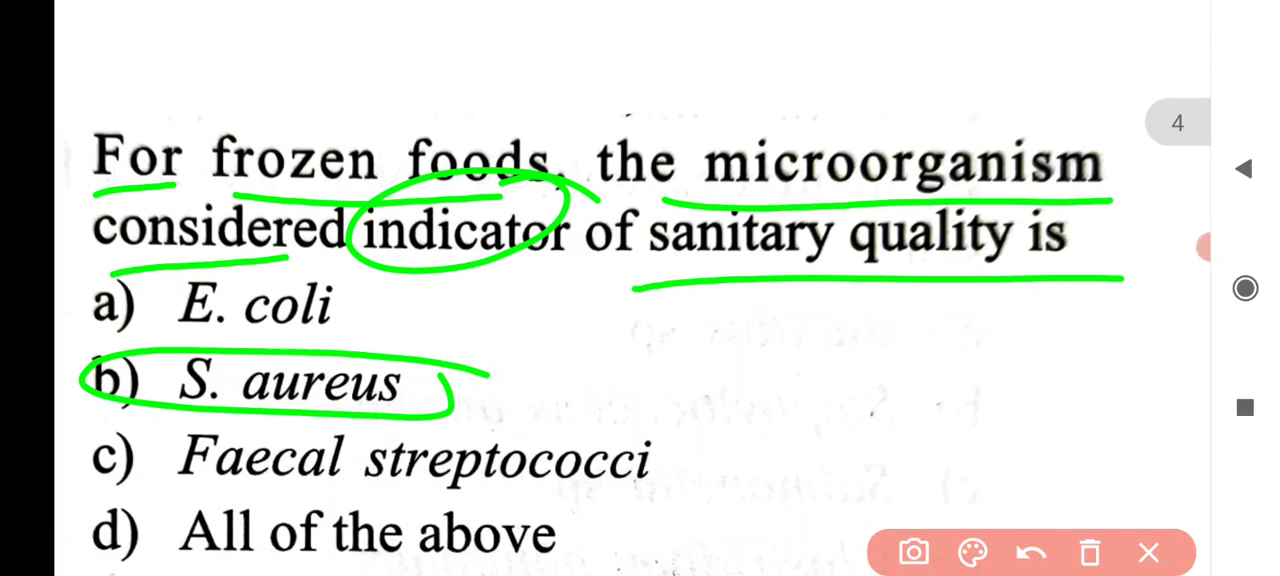 4
For frozen foods, the microorganism
considered indicator of sanitary quality is
a) E. coli
b) S. aureus
c) Faecal streptococci
d) All of the above